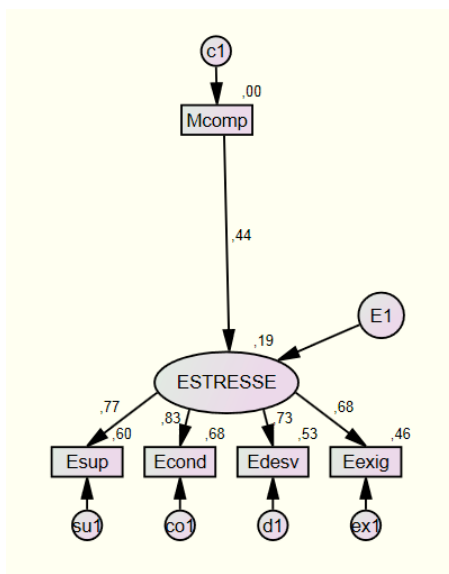 c1
,00
Mcomp
,44
E1
,19
ESTRESSE
,77
,83
,73
,68
,60
,68
,53
,46
Esup
Econd
Edesv
Eexig
su1
co1
d1
ex1